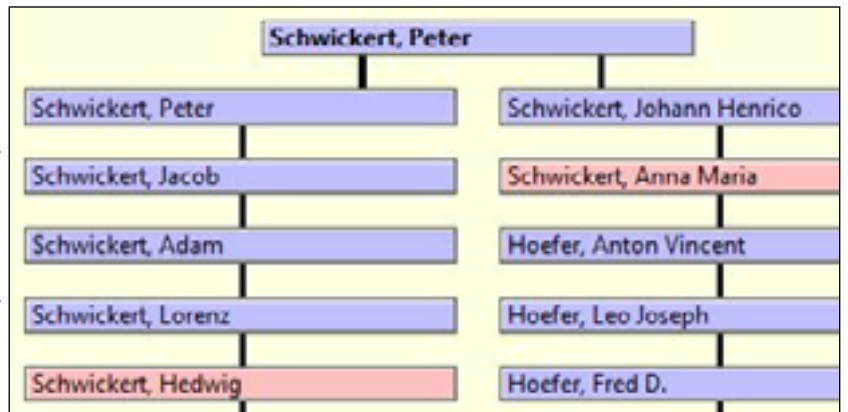 Schwickert, Peter
Schwickert, Peter
Schwickert, Jacob
Schwickert, Adam
Schwickert, Lorenz
Schwickert, Hedwig
Schwickert, Johann Henrico
Schwickert, Anna Maria
Hoefer, Anton Vincent
Hoefer, Leo Joseph
Hoefer, Fred D.